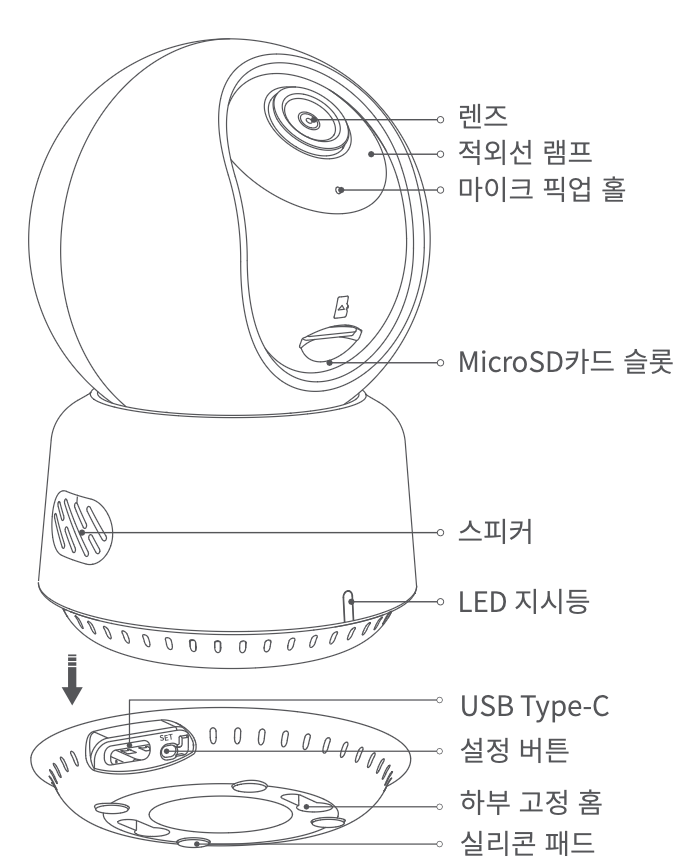 렌즈
적외선 램프
마이크 픽업 홀
MicroSD카드 슬롯
스피커
LED 지시등
USB Type-C
SET
설정 버튼
하부 고정 홈
실리콘 패드